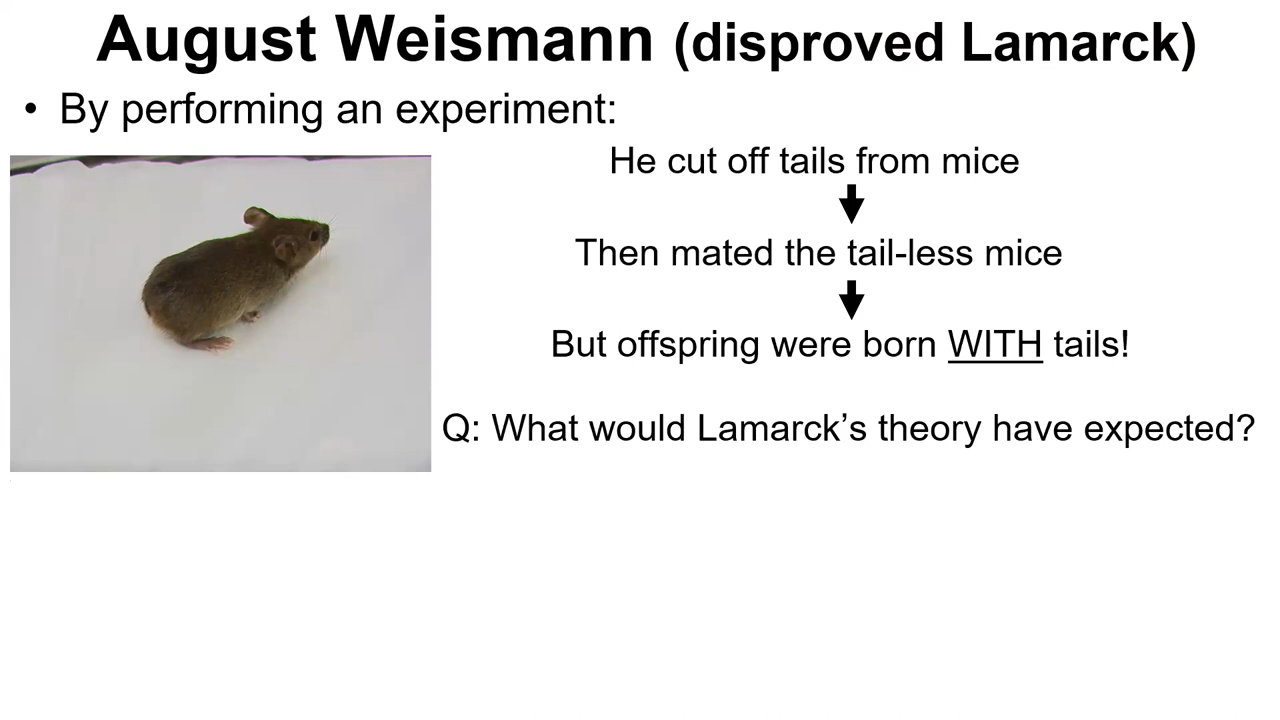 August Weismann (disproved Lamarck)
• By performing an experiment:
He cut off tails from mice
Then mated the tail-less mice
But offspring were born WITH tails!
Q: What would Lamarck’s theory have expected?